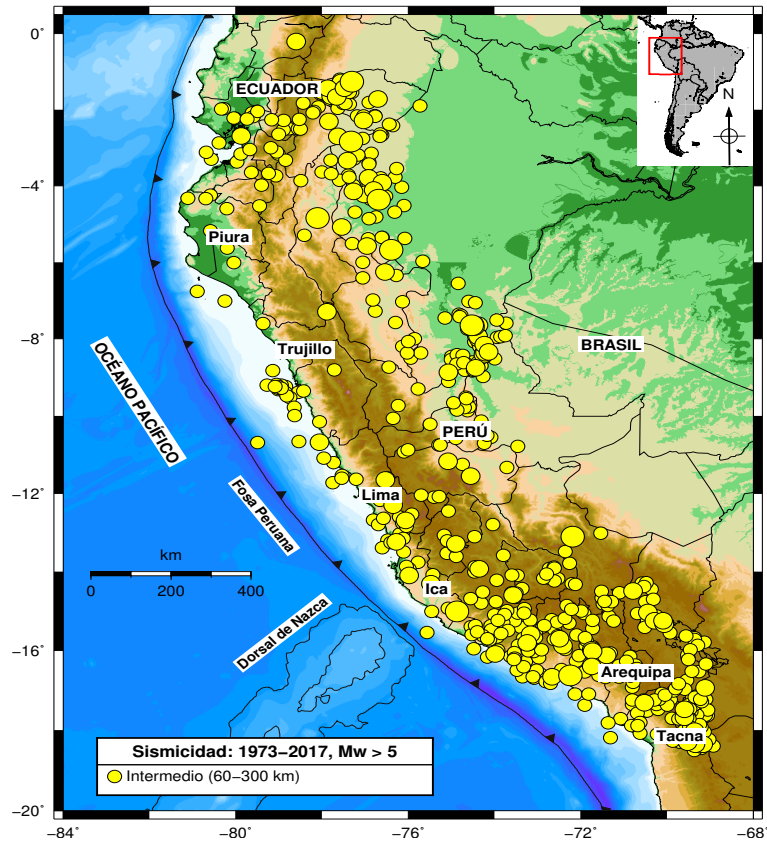 0°
−4°
−8°
−12°
−16°
−20°
−84°
−80°
−76°
−72°
−68°
N
ECUADOR
Piura
Trujillo
BRASIL
OCÉANO PACÍFICO
PERÚ
Lima
Fosa Peruana
km
0
200
400
Ica
Dorsal de Nazca
Arequipa
Tacna
Sismicidad: 1973−2017, Mw > 5
Intermedio (60−300 km)